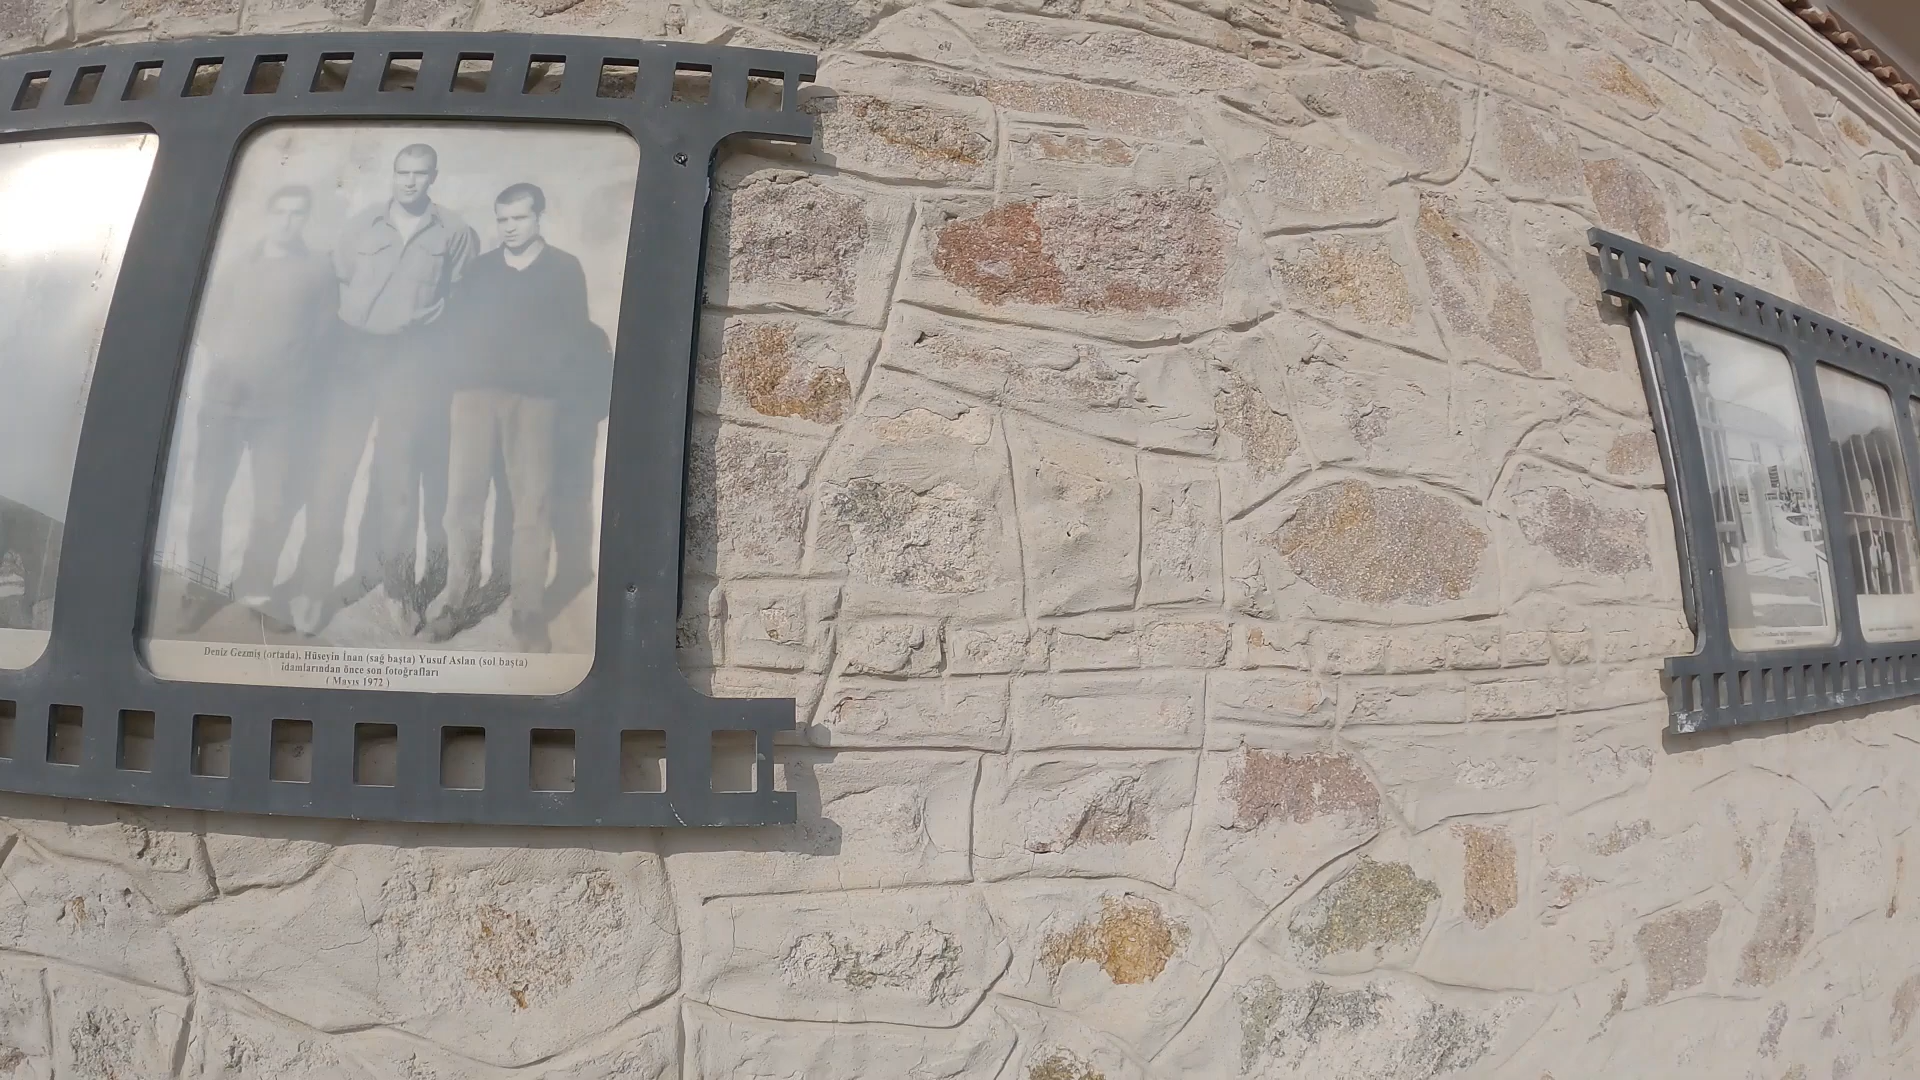 Deniz Gezmiş (ortada), Hüseyin İnan (sağ başta) Yusuf Aslan (sol başta)
idamlarından önce son fotoğrafları
( Mayıs 1972 )